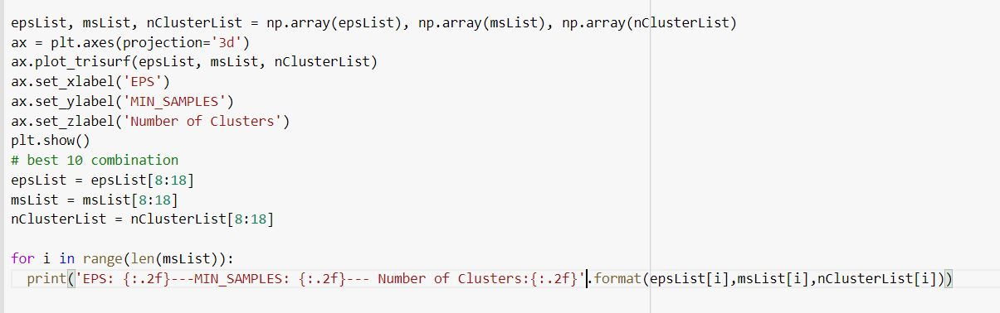 epsList, msList, nClusterList = np.array(epsList), np.array(msList), np.array(nClusterList)
ax = plt.axes(projection='3d')
ax.plot_trisurf(epsList, msList, nClusterList)
ax.set_xlabel('EPS')
ax.set_ylabel('MIN_SAMPLES')
ax.set_zlabel('Number of Clusters')
plt.show()
# best 10 combination
epsList = epsList[8:18]
msList = msList[8:18]
nClusterList = nClusterList[8:18]

for i in range(len(msList)):
  print('EPS: {:.2f}---MIN_SAMPLES: {:.2f}--- Number of Clusters:{:.2f}'.format(epsList[i],msList[i],nClusterList[i]))